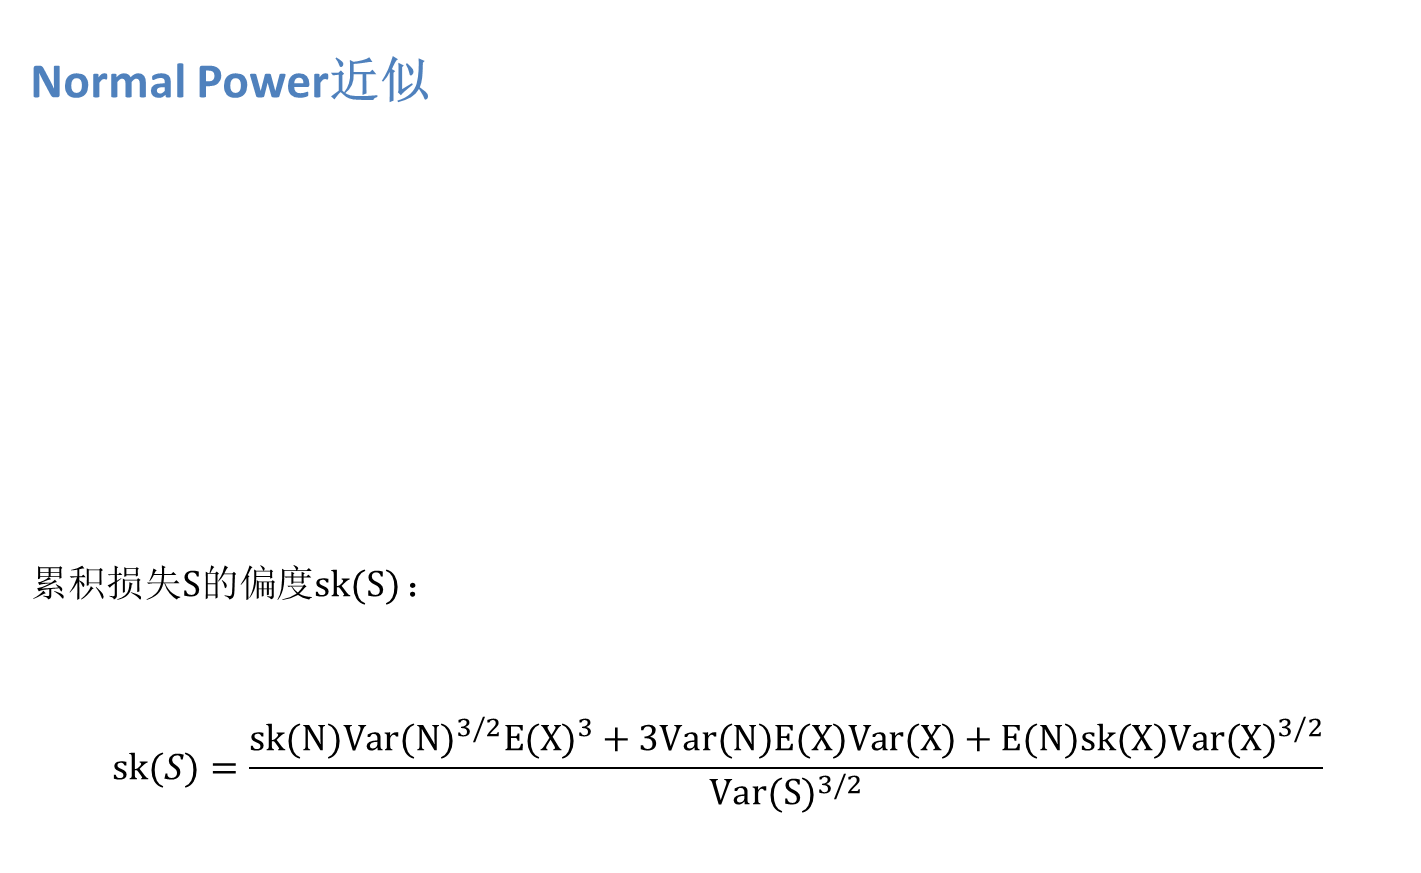 Normal Power近似
累积损失S的偏度sk(S)：
sk(S) = \frac{sk(N)Var(N)^{3/2}E(X)^3 + 3Var(N)E(X)Var(X) + E(N)sk(X)Var(X)^{3/2}}{Var(S)^{3/2}}